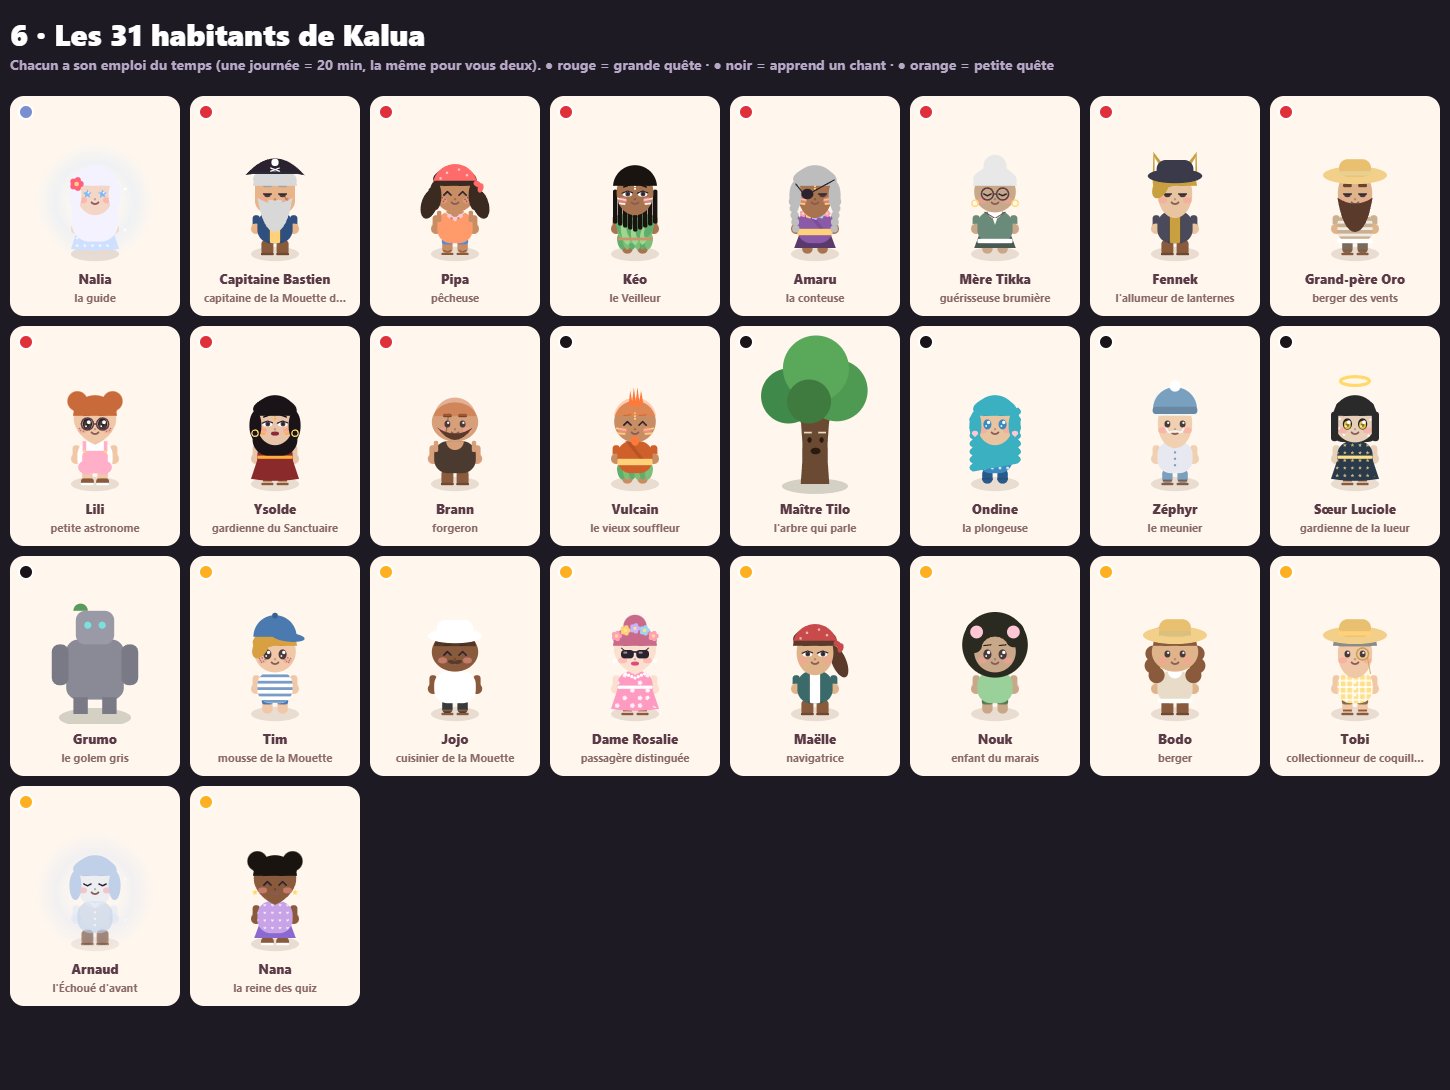 6 · Les 31 habitants de Kalua
Chacun a son emploi du temps (une journée = 20 min, la même pour vous deux). ● rouge = grande quête · ● noir = apprend un chant · ● orange = petite quête
Nalia
la guide
Capitaine Bastien
capitaine de la Mouette d...
Pipa
pêcheuse
Kéo
le Veilleur
Amaru
la conteuse
Mère Tikka
guérisseuse brumière
Fennek
l'allumeur de lanternes
Grand-père Oro
berger des vents
Lili
petite astronome
Ysolde
gardienne du Sanctuaire
Brann
forgeron
Vulcain
le vieux souffleur
Maître Tilo
l'arbre qui parle
Ondine
la plongeuse
Zéphyr
le meunier
Sœur Luciole
gardienne de la lueur
Grumo
le golem gris
Tim
mousse de la Mouette
Jojo
cuisinier de la Mouette
Dame Rosalie
passagère distinguée
Maëlle
navigatrice
Nouk
enfant du marais
Bodo
berger
Tobi
collectionneur de coquill...
Arnaud
l'Échoué d'avant
Nana
la reine des quiz